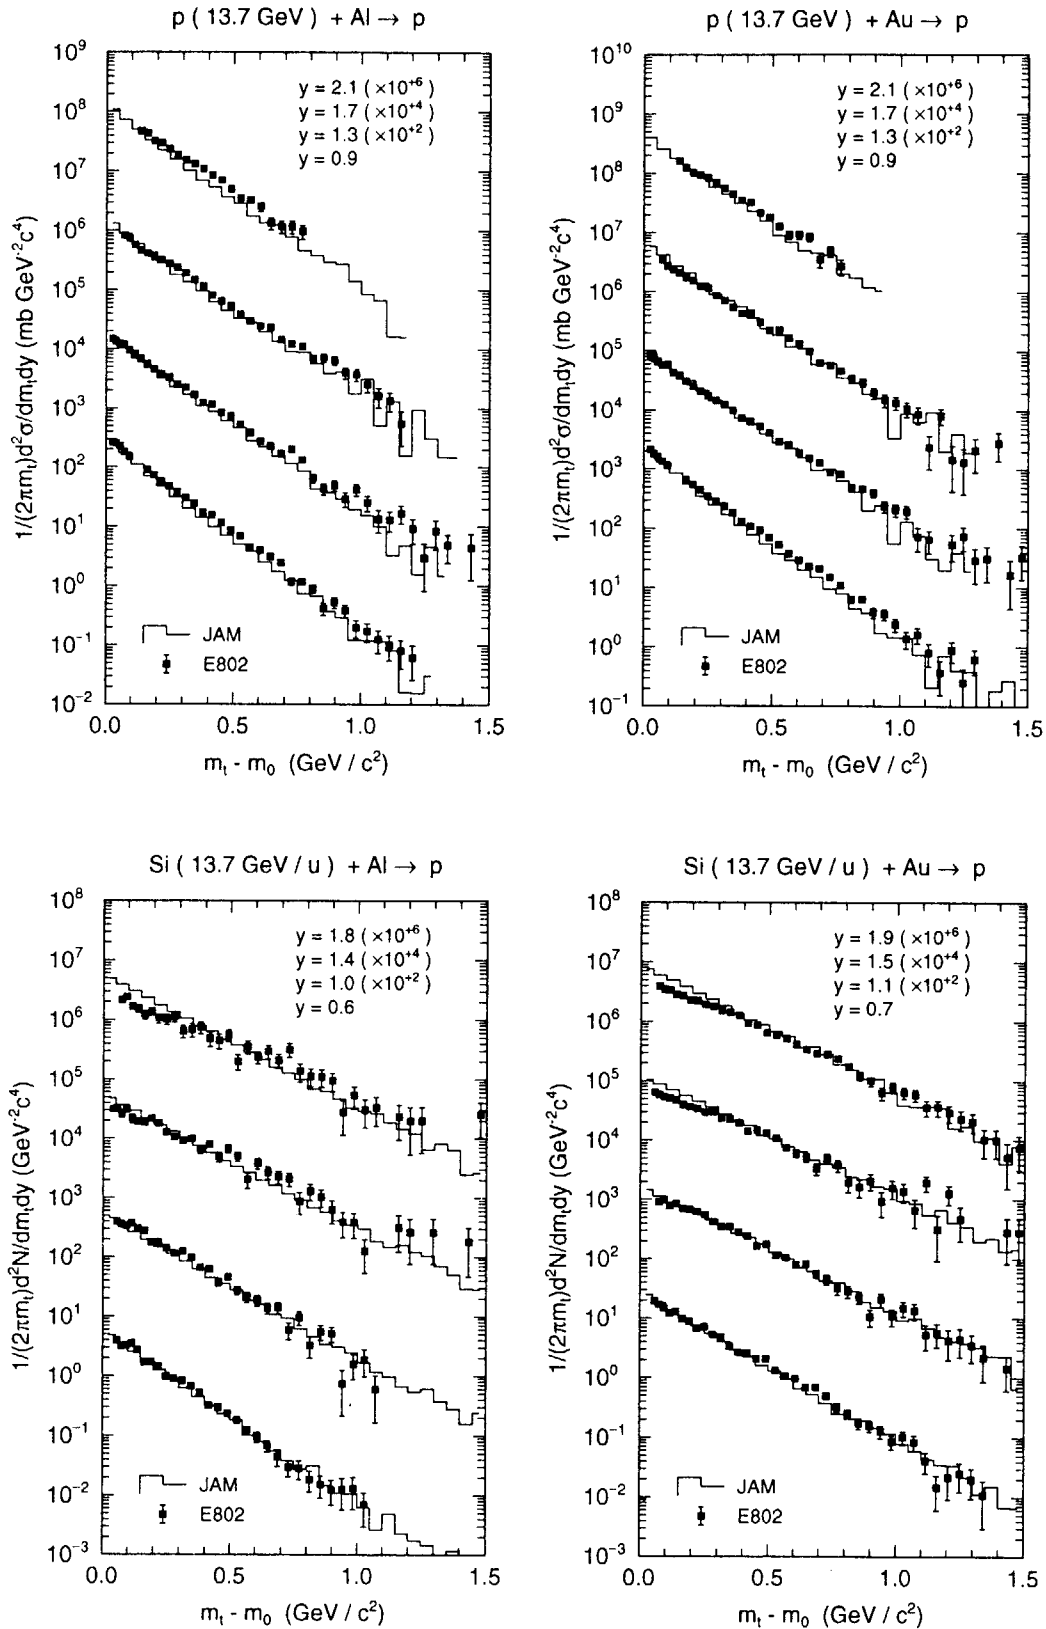 p ( 13.7 GeV ) + Al → p
10⁹
10⁸
10⁷
10⁶
10⁵
10⁴
10³
10²
10¹
10⁰
10⁻¹
10⁻²
1/(2πmₜ)d²σ/dmₜdy (mb GeV⁻²c⁴)
y = 2.1 ( ×10⁺⁶)
y = 1.7 ( ×10⁺⁴)
y = 1.3 ( ×10⁺²)
y = 0.9
JAM
E802
0.0 0.5 1.0 1.5
mₜ - m₀ (GeV / c²)
p ( 13.7 GeV ) + Au → p
10¹⁰
10⁹
10⁸
10⁷
10⁶
10⁵
10⁴
10³
10²
10¹
10⁰
10⁻¹
1/(2πmₜ)d²σ/dmₜdy (mb GeV⁻²c⁴)
y = 2.1 ( ×10⁺⁶)
y = 1.7 ( ×10⁺⁴)
y = 1.3 ( ×10⁺²)
y = 0.9
JAM
E802
0.0 0.5 1.0 1.5
mₜ - m₀ (GeV / c²)
Si ( 13.7 GeV / u ) + Al → p
10⁸
10⁷
10⁶
10⁵
10⁴
10³
10²
10¹
10⁰
10⁻¹
10⁻²
10⁻³
1/(2πmₜ)d²N/dmₜdy (GeV⁻²c⁴)
y = 1.8 ( ×10⁺⁶)
y = 1.4 ( ×10⁺⁴)
y = 1.0 ( ×10⁺²)
y = 0.6
JAM
E802
0.0 0.5 1.0 1.5
mₜ - m₀ (GeV / c²)
Si ( 13.7 GeV / u ) + Au → p
10⁸
10⁷
10⁶
10⁵
10⁴
10³
10²
10¹
10⁰
10⁻¹
10⁻²
10⁻³
1/(2πmₜ)d²N/dmₜdy (GeV⁻²c⁴)
y = 1.9 ( ×10⁺⁶)
y = 1.5 ( ×10⁺⁴)
y = 1.1 ( ×10⁺²)
y = 0.7
JAM
E802
0.0 0.5 1.0 1.5
mₜ - m₀ (GeV / c²)